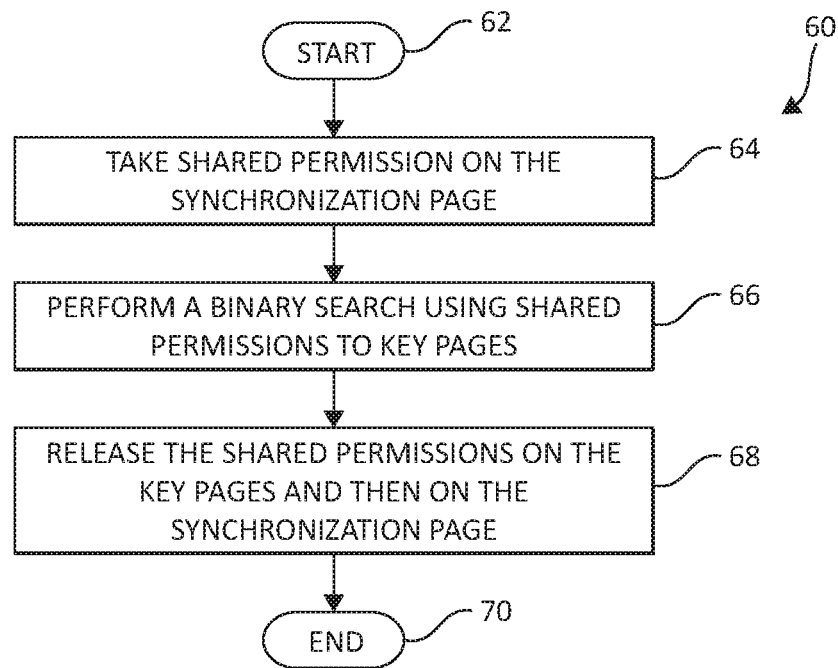 START
62
60
TAKE SHARED PERMISSION ON THE
SYNCHRONIZATION PAGE
64
PERFORM A BINARY SEARCH USING SHARED
PERMISSIONS TO KEY PAGES
66
RELEASE THE SHARED PERMISSIONS ON THE
KEY PAGES AND THEN ON THE
SYNCHRONIZATION PAGE
68
END
70